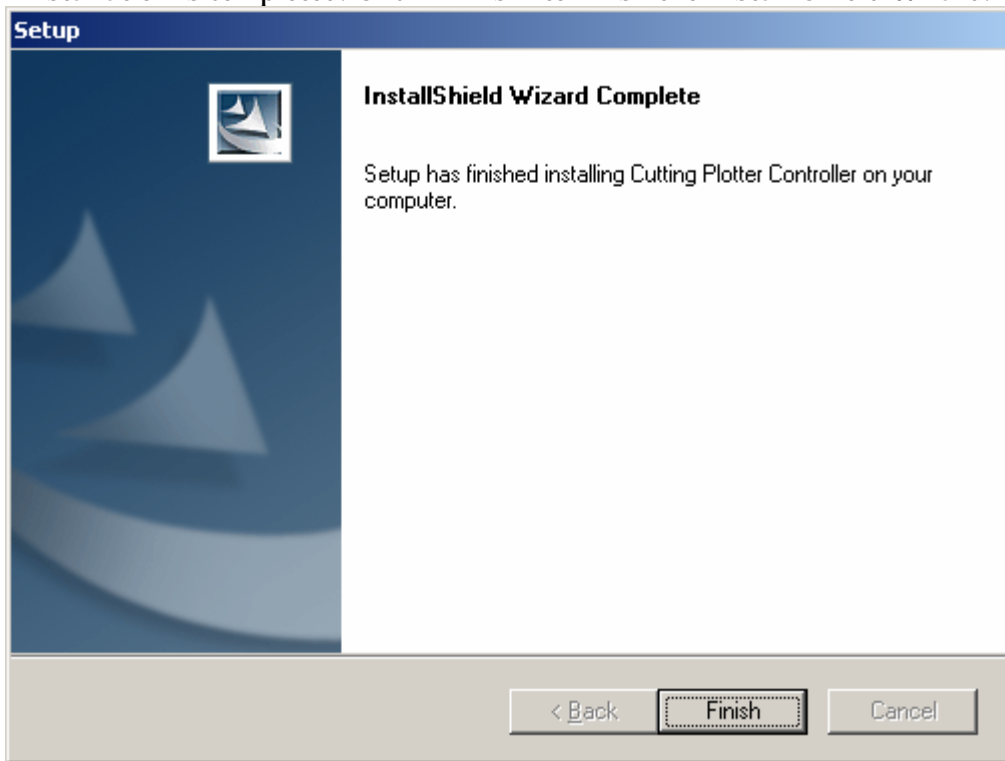 Setup
InstallShield Wizard Complete
Setup has finished installing Cutting Plotter Controller on your
computer.
< Back
Finish
Cancel